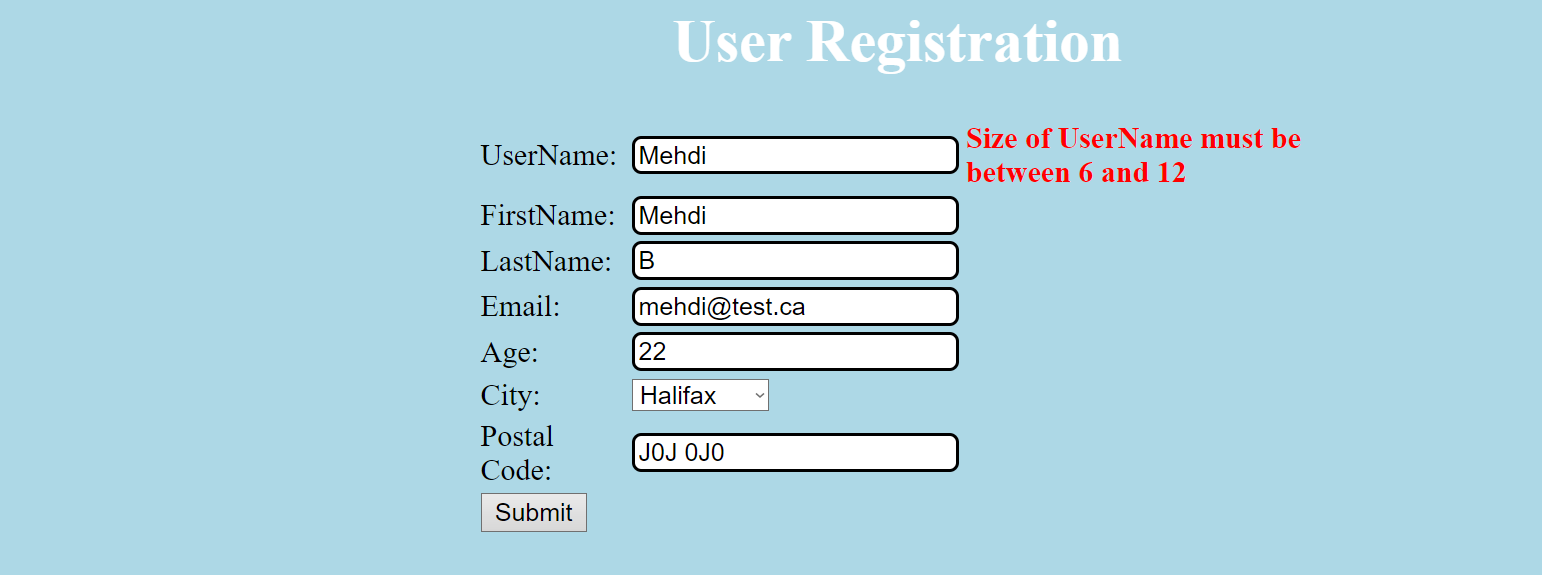 User Registration
UserName: Mehdi Size of UserName must be
between 6 and 12
FirstName: Mehdi
LastName: B
Email: mehdi@test.ca
Age: 22
City: Halifax
Postal
Code: J0J 0J0
Submit